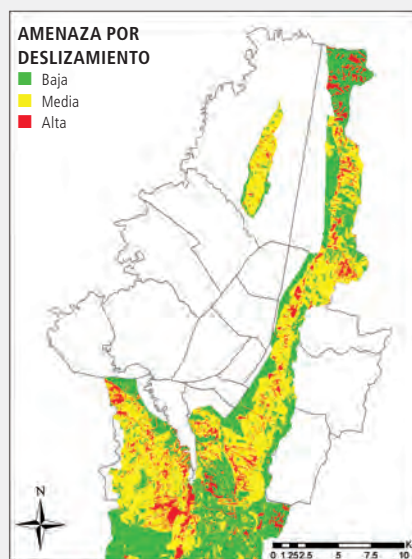 AMENAZA POR
DESLIZAMIENTO
Baja
Media
Alta
N
K
0 1.252.5 5 7.5 10